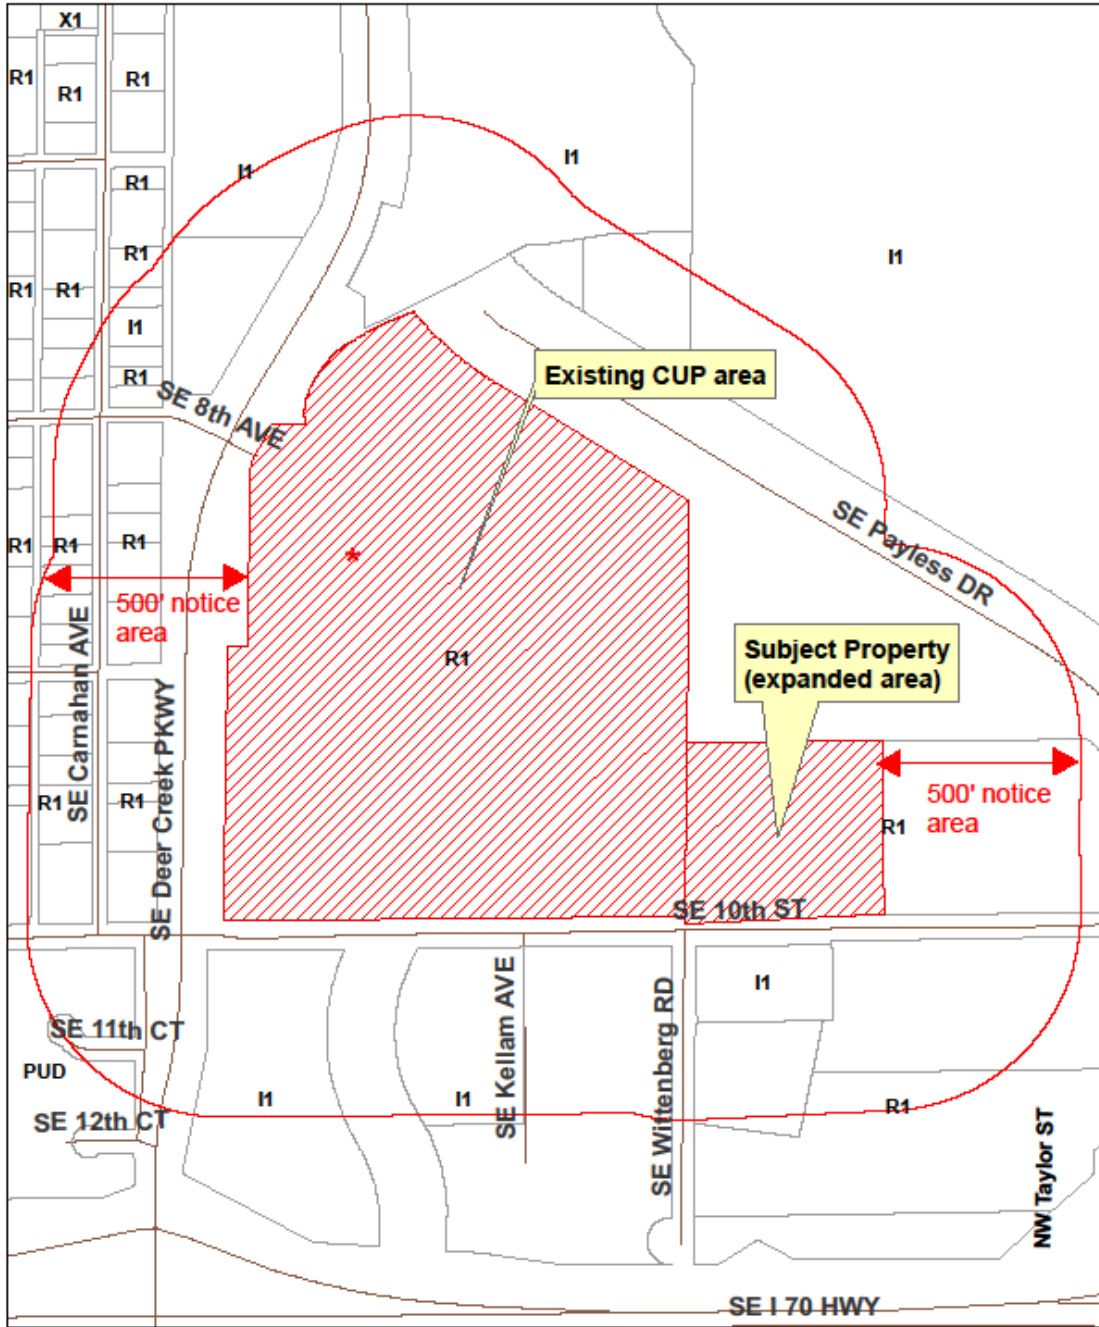 X1
R1
R1
R1
I1
I1
R1
R1
I1
R1
R1
I1
R1
Existing CUP area
SE 8th AVE
SE Payless DR
R1
R1
R1
*
500' notice
area
SE Carnahan AVE
R1
Subject Property
(expanded area)
SE Deer Creek PKWY
R1
R1
500' notice
area
R1
SE 10th ST
SE Kellam AVE
SE Wittenberg RD
I1
SE 11th CT
PUD
I1
I1
R1
SE 12th CT
NW Taylor ST
SE I 70 HWY